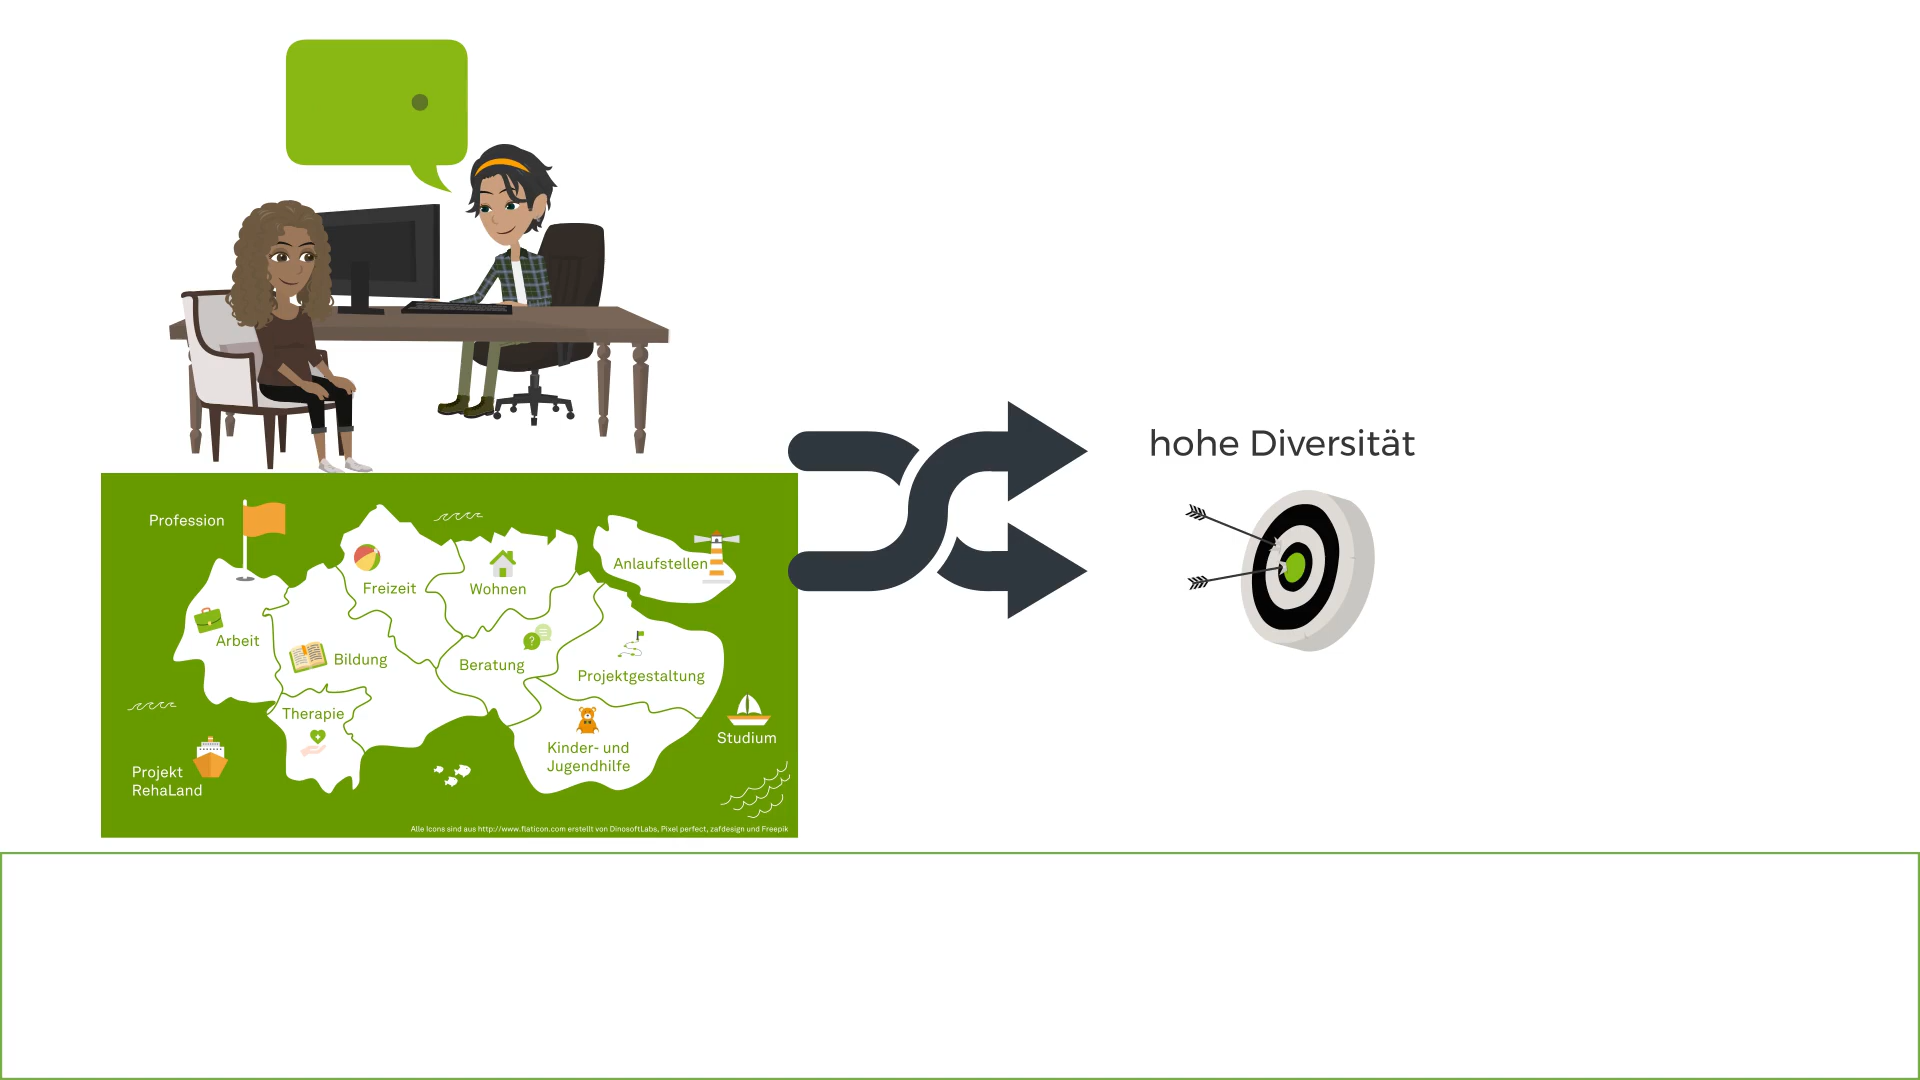 hohe Diversität
Profession
Freizeit
Wohnen
Anlaufstellen
Arbeit
Bildung
Beratung
Projektgestaltung
Therapie
Kinder- und
Jugendhilfe
Studium
Projekt
RehaLand
?
Alle Icons sind aus http://www.flaticon.com erstellt von DinosoftLabs, Pixel perfect, zafdesign und Freepik